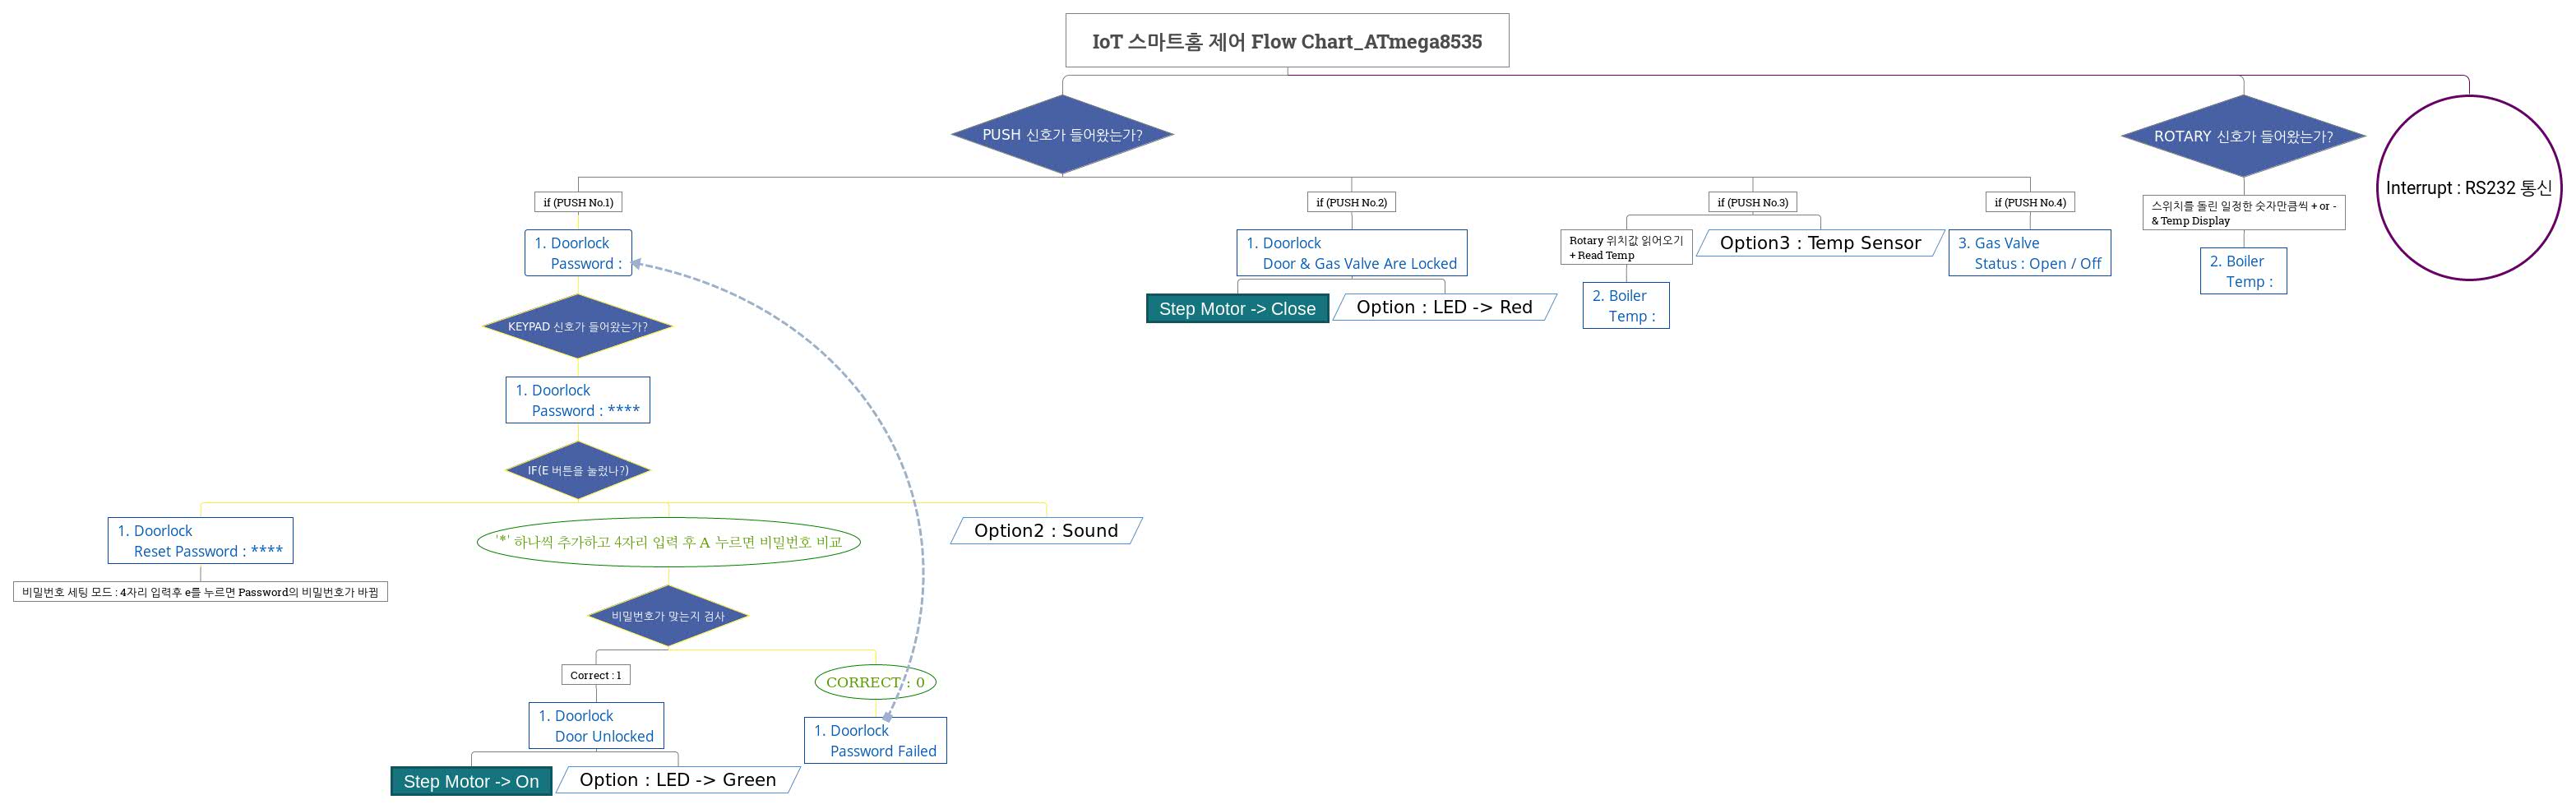 IoT 스마트홈 제어 Flow Chart_ATmega8535
PUSH 신호가 들어왔는가?
ROTARY 신호가 들어왔는가?
Interrupt : RS232 통신
if (PUSH No.1)
if (PUSH No.2)
if (PUSH No.3)
if (PUSH No.4)
스위치를 돌린 일정한 숫자만큼씩 + or -
& Temp Display
1. Doorlock
Password :
1. Doorlock
Door & Gas Valve Are Locked
Rotary 위치값 읽어오기
+ Read Temp
Option3 : Temp Sensor
3. Gas Valve
Status : Open / Off
2. Boiler
Temp :
Step Motor -> Close
Option : LED -> Red
2. Boiler
Temp :
KEYPAD 신호가 들어왔는가?
1. Doorlock
Password : ****
IF(E 버튼을 눌렀나?)
1. Doorlock
Reset Password : ****
'*' 하나씩 추가하고 4자리 입력 후 A 누르면 비밀번호 비교
Option2 : Sound
비밀번호 세팅 모드 : 4자리 입력후 e를 누르면 Password의 비밀번호가 바뀜
비밀번호가 맞는지 검사
Correct : 1
CORRECT : 0
1. Doorlock
Door Unlocked
1. Doorlock
Password Failed
Step Motor -> On
Option : LED -> Green